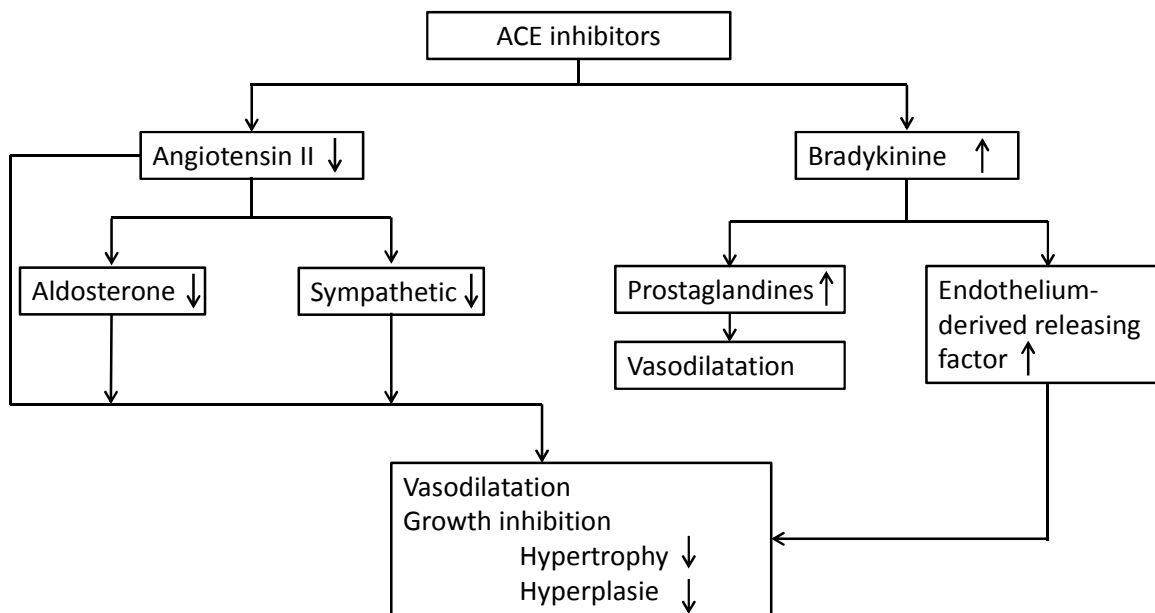 ACE inhibitors
Angiotensin II ↓
Bradykinine ↑
Aldosterone ↓
Sympathetic ↓
Prostaglandines ↑
Endothelium-
derived releasing
factor ↑
Vasodilatation
Vasodilatation
Growth inhibition
Hypertrophy ↓
Hyperplasie ↓